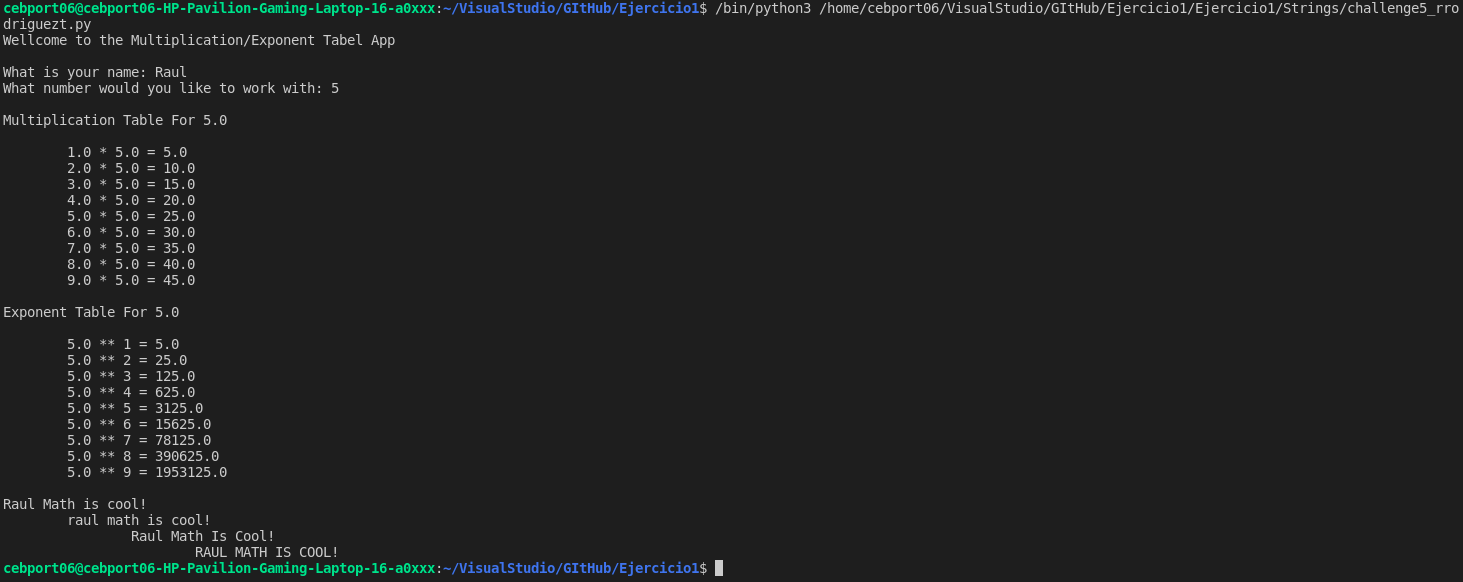 cebport06@cebport06-HP-Pavilion-Gaming-Laptop-16-a0xxx:~/VisualStudio/GItHub/Ejercicio1$ /bin/python3 /home/cebport06/VisualStudio/GItHub/Ejercicio1/Ejercicio1/Strings/challenge5_rro
driguezt.py
Wellcome to the Multiplication/Exponent Tabel App
What is your name: Raul
What number would you like to work with: 5
Multiplication Table For 5.0
1.0 * 5.0 = 5.0
2.0 * 5.0 = 10.0
3.0 * 5.0 = 15.0
4.0 * 5.0 = 20.0
5.0 * 5.0 = 25.0
6.0 * 5.0 = 30.0
7.0 * 5.0 = 35.0
8.0 * 5.0 = 40.0
9.0 * 5.0 = 45.0
Exponent Table For 5.0
5.0 ** 1 = 5.0
5.0 ** 2 = 25.0
5.0 ** 3 = 125.0
5.0 ** 4 = 625.0
5.0 ** 5 = 3125.0
5.0 ** 6 = 15625.0
5.0 ** 7 = 78125.0
5.0 ** 8 = 390625.0
5.0 ** 9 = 1953125.0
Raul Math is cool!
raul math is cool!
Raul Math Is Cool!
RAUL MATH IS COOL!
cebport06@cebport06-HP-Pavilion-Gaming-Laptop-16-a0xxx:~/VisualStudio/GItHub/Ejercicio1$